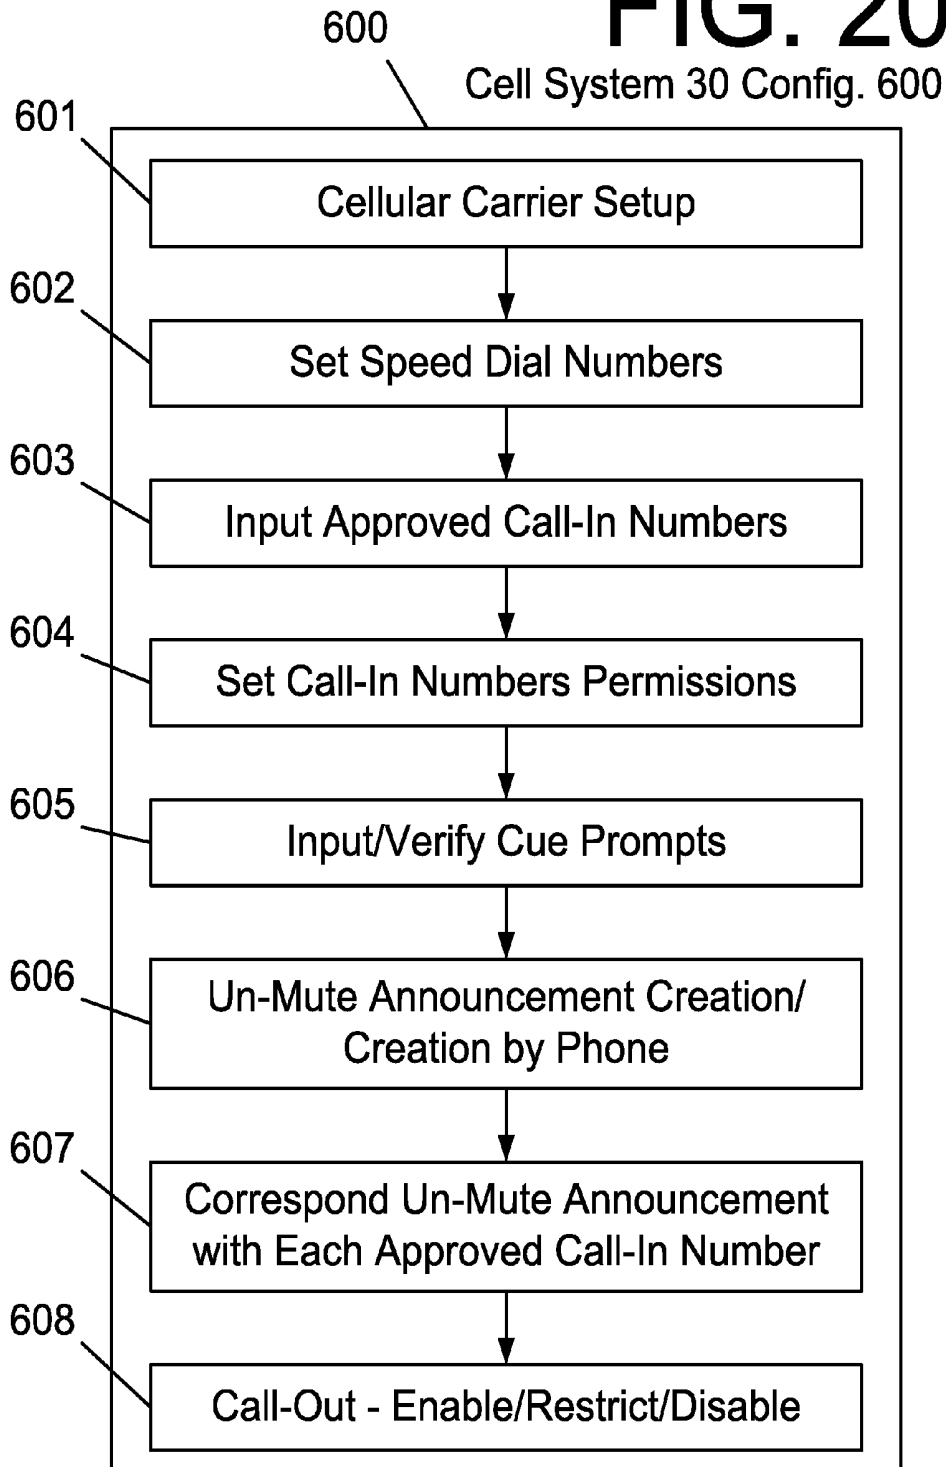 FIG. 20
600
Cell System 30 Config. 600
601
Cellular Carrier Setup
602
Set Speed Dial Numbers
603
Input Approved Call-In Numbers
604
Set Call-In Numbers Permissions
605
Input/Verify Cue Prompts
606
Un-Mute Announcement Creation/
Creation by Phone
607
Correspond Un-Mute Announcement
with Each Approved Call-In Number
608
Call-Out - Enable/Restrict/Disable